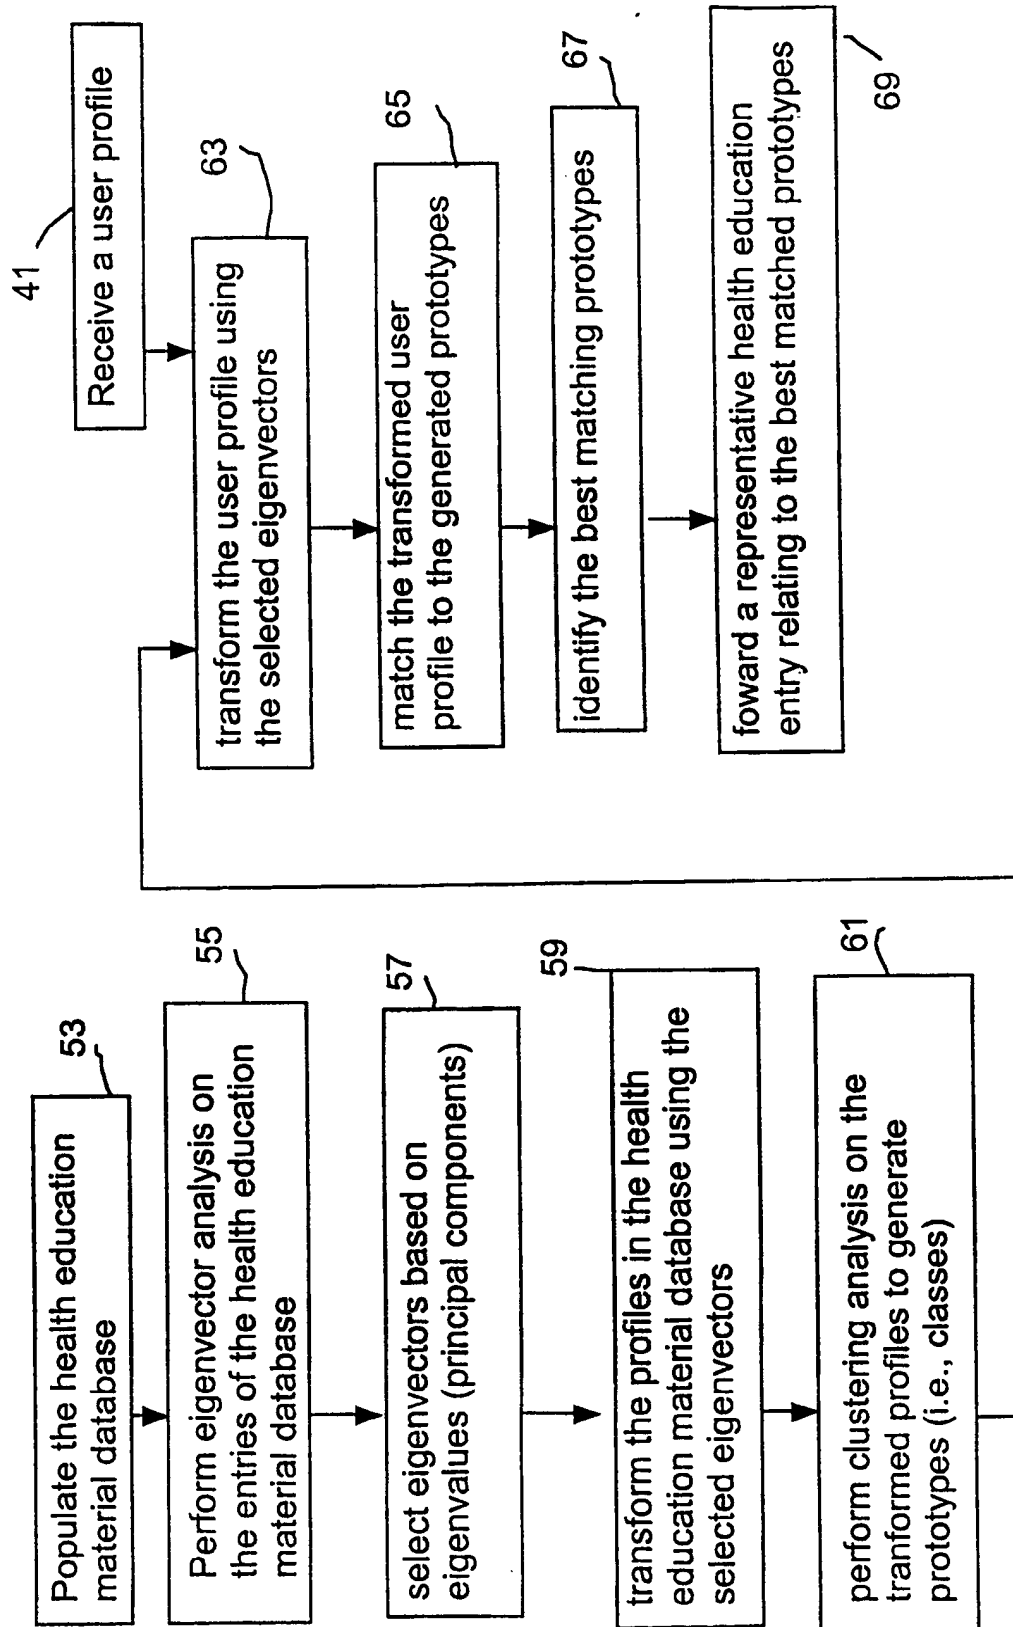 53
Populate the health education
material database
55
Perform eigenvector analysis on
the entries of the health education
material database
57
select eigenvectors based on
eigenvalues (principal components)
59
transform the profiles in the health
education material database using the
selected eigenvectors
61
perform clustering analysis on the
tranformed profiles to generate
prototypes (i.e., classes)
41
Receive a user profile
63
transform the user profile using
the selected eigenvectors
65
match the transformed user
profile to the generated prototypes
67
identify the best matching prototypes
foward a representative health education
entry relating to the best matched prototypes
69